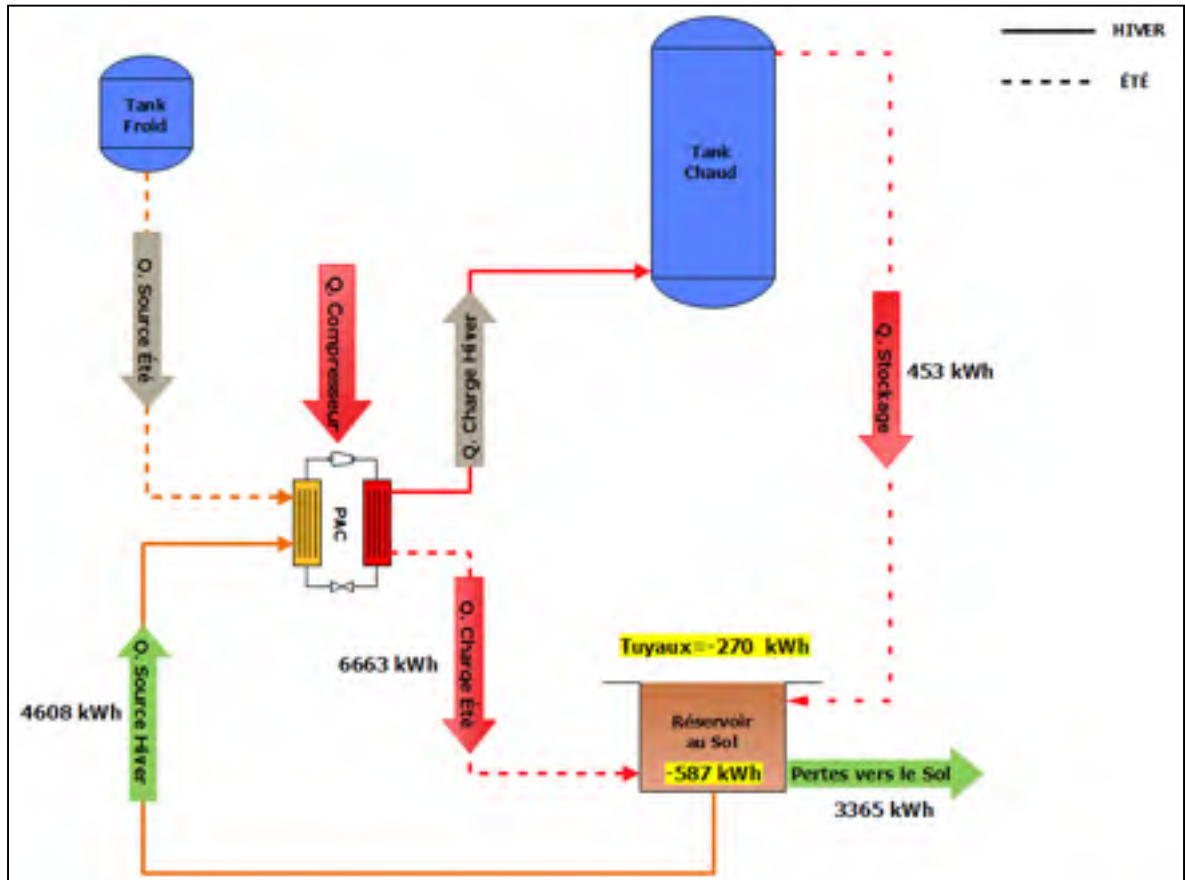 HIVER
ÉTÉ
Tank
Froid
Tank
Chaud
Q. Source Été
Q. Compresseur
Q. Charge Hiver
Q. Stockage
453 kWh
PAC
Q. Source Hiver
4608 kWh
Q. Charge Été
6663 kWh
Tuyaux=-270 kWh
Réservoir
au Sol
-587 kWh
Pertes vers le Sol
3365 kWh